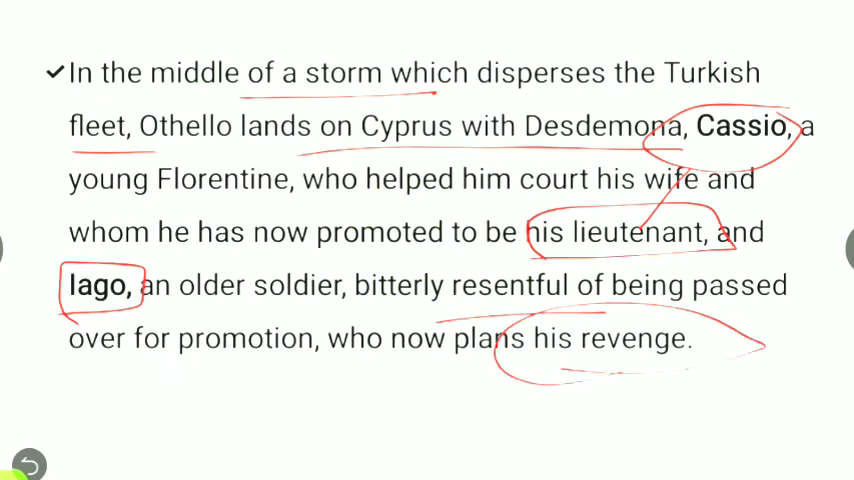 ✓In the middle of a storm which disperses the Turkish
fleet, Othello lands on Cyprus with Desdemona, Cassio, a
young Florentine, who helped him court his wife and
whom he has now promoted to be his lieutenant, and
Iago, an older soldier, bitterly resentful of being passed
over for promotion, who now plans his revenge.